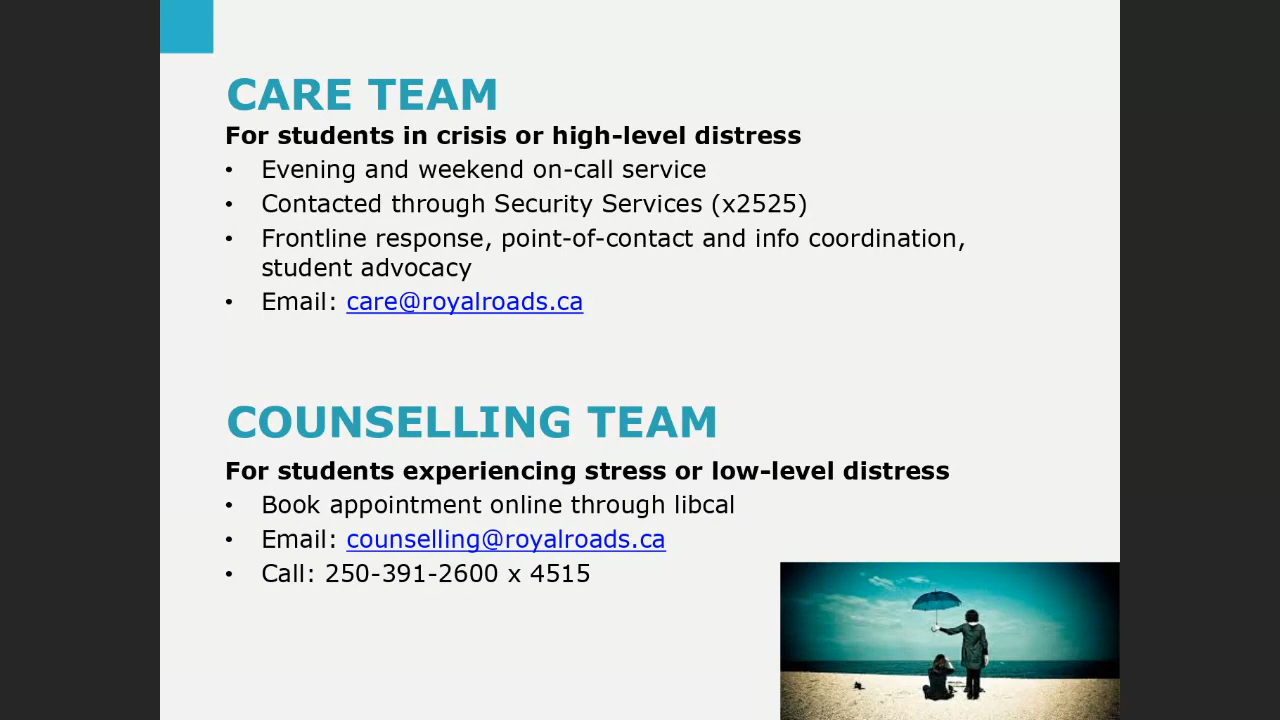 CARE TEAM
For students in crisis or high-level distress
• Evening and weekend on-call service
• Contacted through Security Services (x2525)
• Frontline response, point-of-contact and info coordination,
student advocacy
• Email: care@royalroads.ca
COUNSELLING TEAM
For students experiencing stress or low-level distress
• Book appointment online through libcal
• Email: counselling@royalroads.ca
• Call: 250-391-2600 x 4515